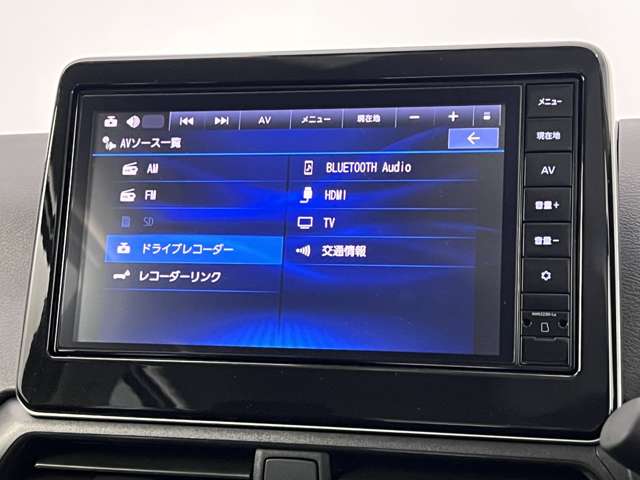 AV メニュー 現在地 − +
AVソース一覧
AM
FM
SD
ドライブレコーダー
レコーダーリンク
BLUETOOTH Audio
HDMI
TV
交通情報
メニュー
現在地
AV
音量+
音量−